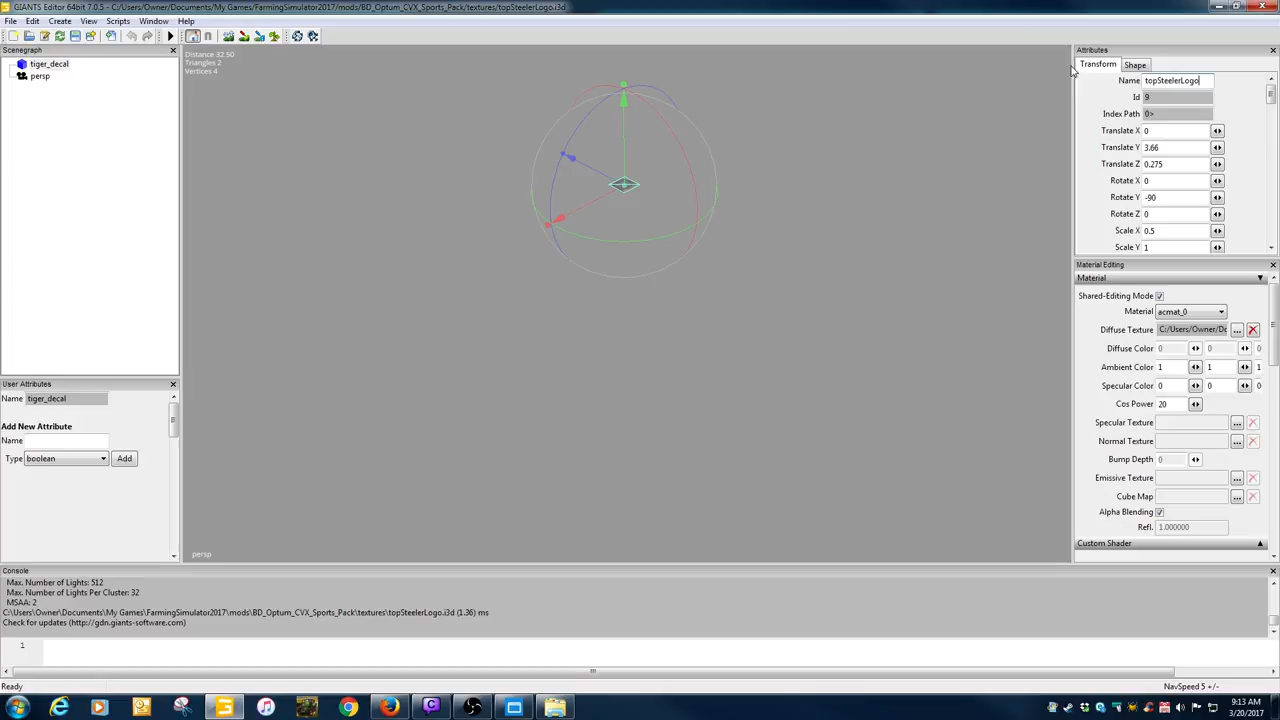 GIANTS Editor 64bit 7.0.5 - C:/Users/Owner/Documents/My Games/FarmingSimulator2017/mods/BD_Optum_CVX_Sports_Pack/textures/topSteelerLogo.i3d
File Edit Create View Scripts Window Help
Scenegraph
tiger_decal
persp
Distance 32.50
Triangles 2
Vertices 4
persp
Attributes
Transform Shape
Name topSteelerLogo
Id 9
Index Path 0>
Translate X 0
Translate Y 3.66
Translate Z 0.275
Rotate X 0
Rotate Y -90
Rotate Z 0
Scale X 0.5
Scale Y 1
Material Editing
Material
Shared-Editing Mode
Material acmat_0
Diffuse Texture C:/Users/Owner/Dc ...
Diffuse Color 0 0 0
Ambient Color 1 1 1
Specular Color 0 0 0
Cos Power 20
Specular Texture ...
Normal Texture ...
Bump Depth 0
Emissive Texture ...
Cube Map ...
Alpha Blending
Refl. 1.000000
Custom Shader
User Attributes
Name tiger_decal
Add New Attribute
Name
Type boolean Add
Console
Max. Number of Lights: 512
Max. Number of Lights Per Cluster: 32
MSAA: 2
C:\Users\Owner\Documents\My Games\FarmingSimulator2017\mods\BD_Optum_CVX_Sports_Pack\textures\topSteelerLogo.i3d (1.36) ms
Check for updates (http://gdn.giants-software.com)
1
Ready
NavSpeed 5 +/-
9:13 AM
3/20/2017